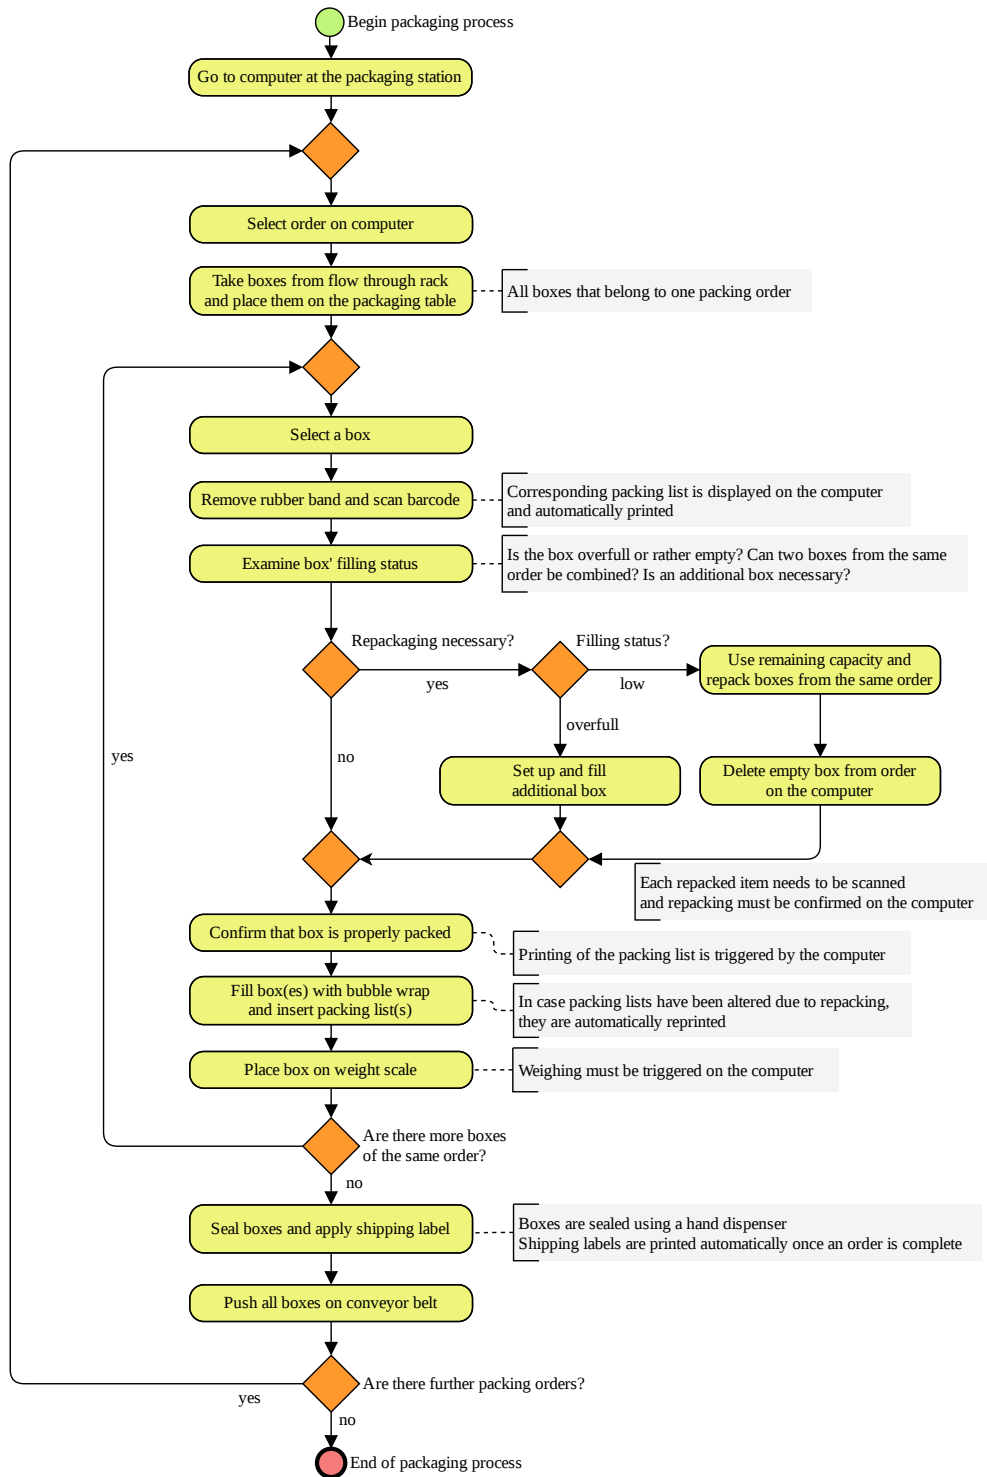 Begin packaging process
Go to computer at the packaging station
Select order on computer
Take boxes from flow through rack
and place them on the packaging table
All boxes that belong to one packing order
Select a box
Remove rubber band and scan barcode
Corresponding packing list is displayed on the computer
and automatically printed
Examine box' filling status
Is the box overfull or rather empty? Can two boxes from the same
order be combined? Is an additional box necessary?
Repackaging necessary?
Filling status?
yes
low
Use remaining capacity and
repack boxes from the same order
overfull
yes
no
Set up and fill
additional box
Delete empty box from order
on the computer
Each repacked item needs to be scanned
and repacking must be confirmed on the computer
Confirm that box is properly packed
Printing of the packing list is triggered by the computer
Fill box(es) with bubble wrap
and insert packing list(s)
In case packing lists have been altered due to repacking,
they are automatically reprinted
Place box on weight scale
Weighing must be triggered on the computer
Are there more boxes
of the same order?
no
Seal boxes and apply shipping label
Boxes are sealed using a hand dispenser
Shipping labels are printed automatically once an order is complete
Push all boxes on conveyor belt
Are there further packing orders?
yes
no
End of packaging process